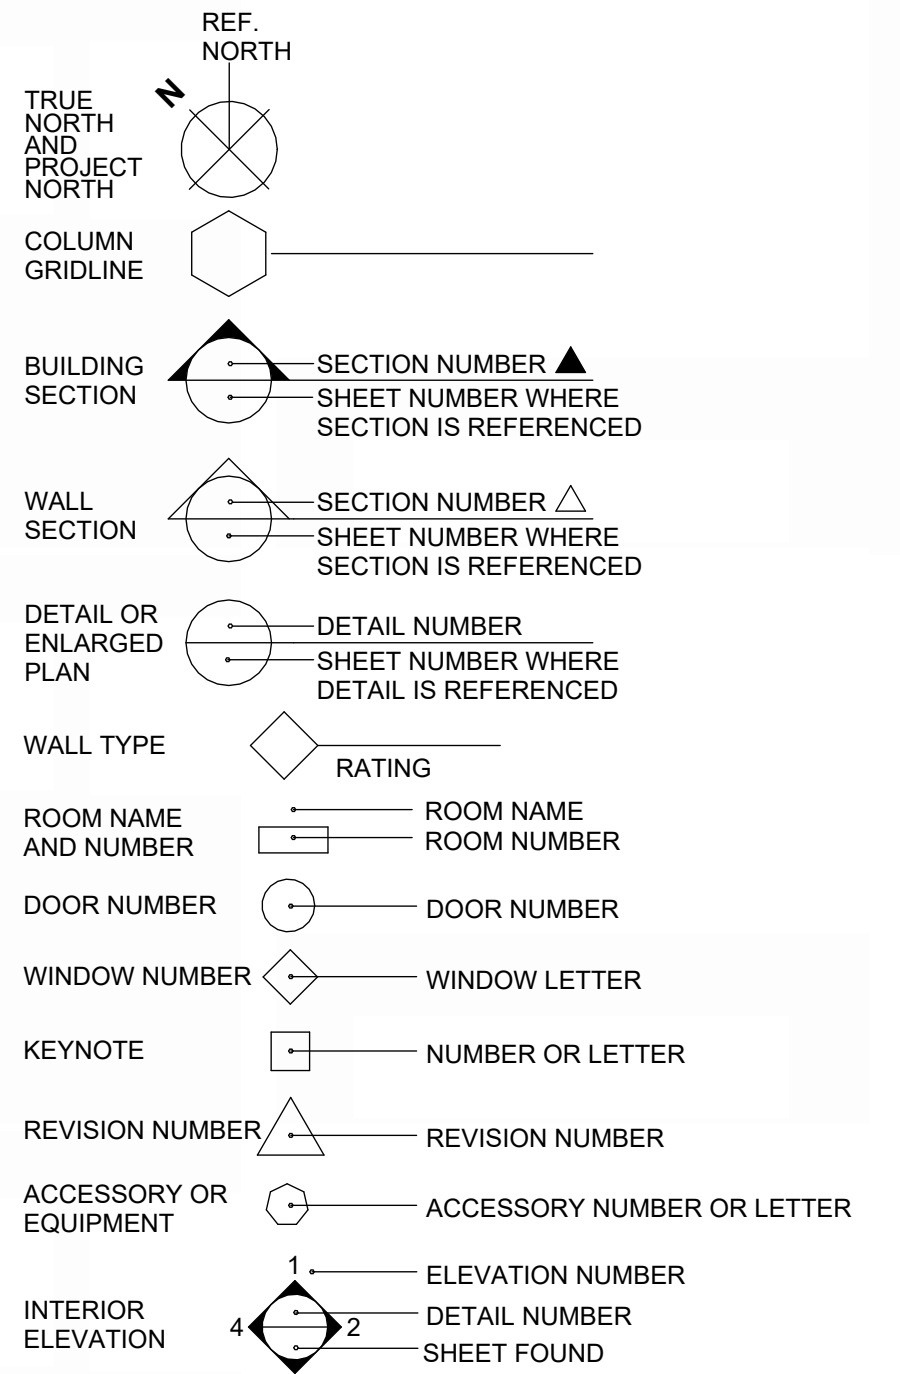 REF.
NORTH
N
TRUE
NORTH
AND
PROJECT
NORTH
COLUMN
GRIDLINE
BUILDING
SECTION
SECTION NUMBER
SHEET NUMBER WHERE
SECTION IS REFERENCED
WALL
SECTION
SECTION NUMBER
SHEET NUMBER WHERE
SECTION IS REFERENCED
DETAIL OR
ENLARGED
PLAN
DETAIL NUMBER
SHEET NUMBER WHERE
DETAIL IS REFERENCED
WALL TYPE
RATING
ROOM NAME
AND NUMBER
ROOM NAME
ROOM NUMBER
DOOR NUMBER
DOOR NUMBER
WINDOW NUMBER
WINDOW LETTER
KEYNOTE
NUMBER OR LETTER
REVISION NUMBER
REVISION NUMBER
ACCESSORY OR
EQUIPMENT
ACCESSORY NUMBER OR LETTER
INTERIOR
ELEVATION
1
ELEVATION NUMBER
DETAIL NUMBER
4
2
SHEET FOUND